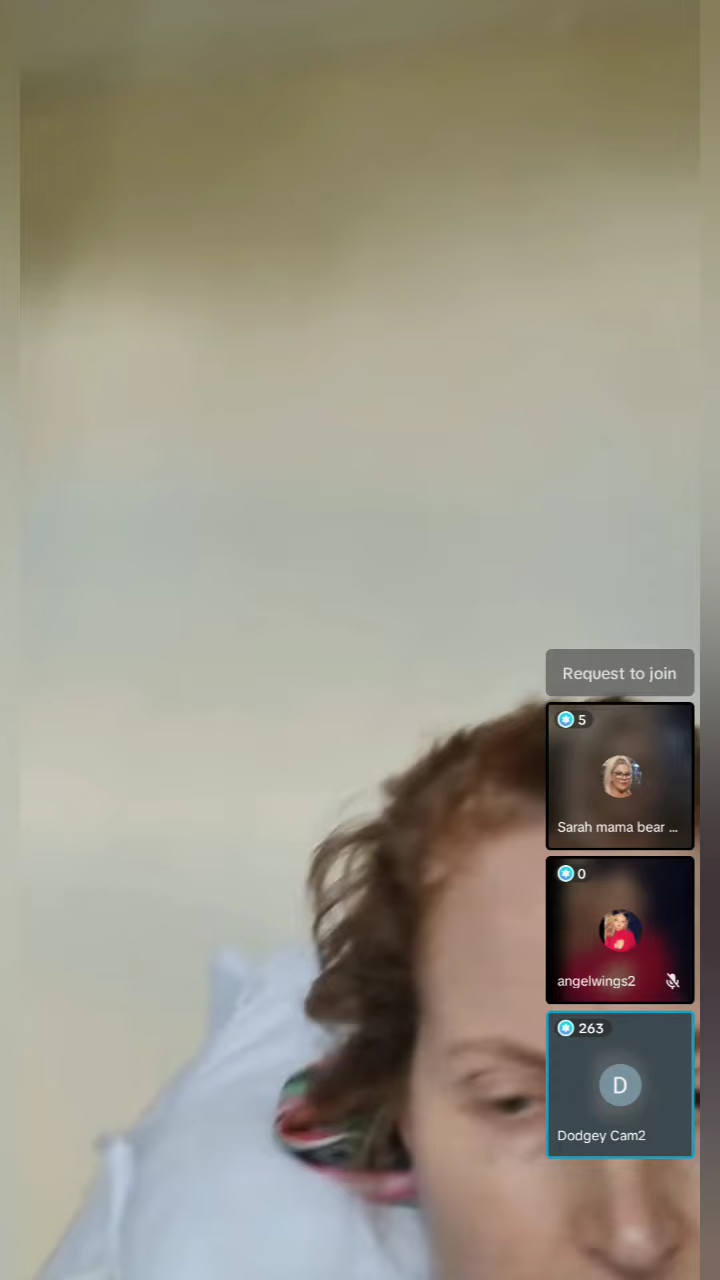 Request to join
5
Sarah mama bear ...
0
angelwings2
263
D
Dodgey Cam2